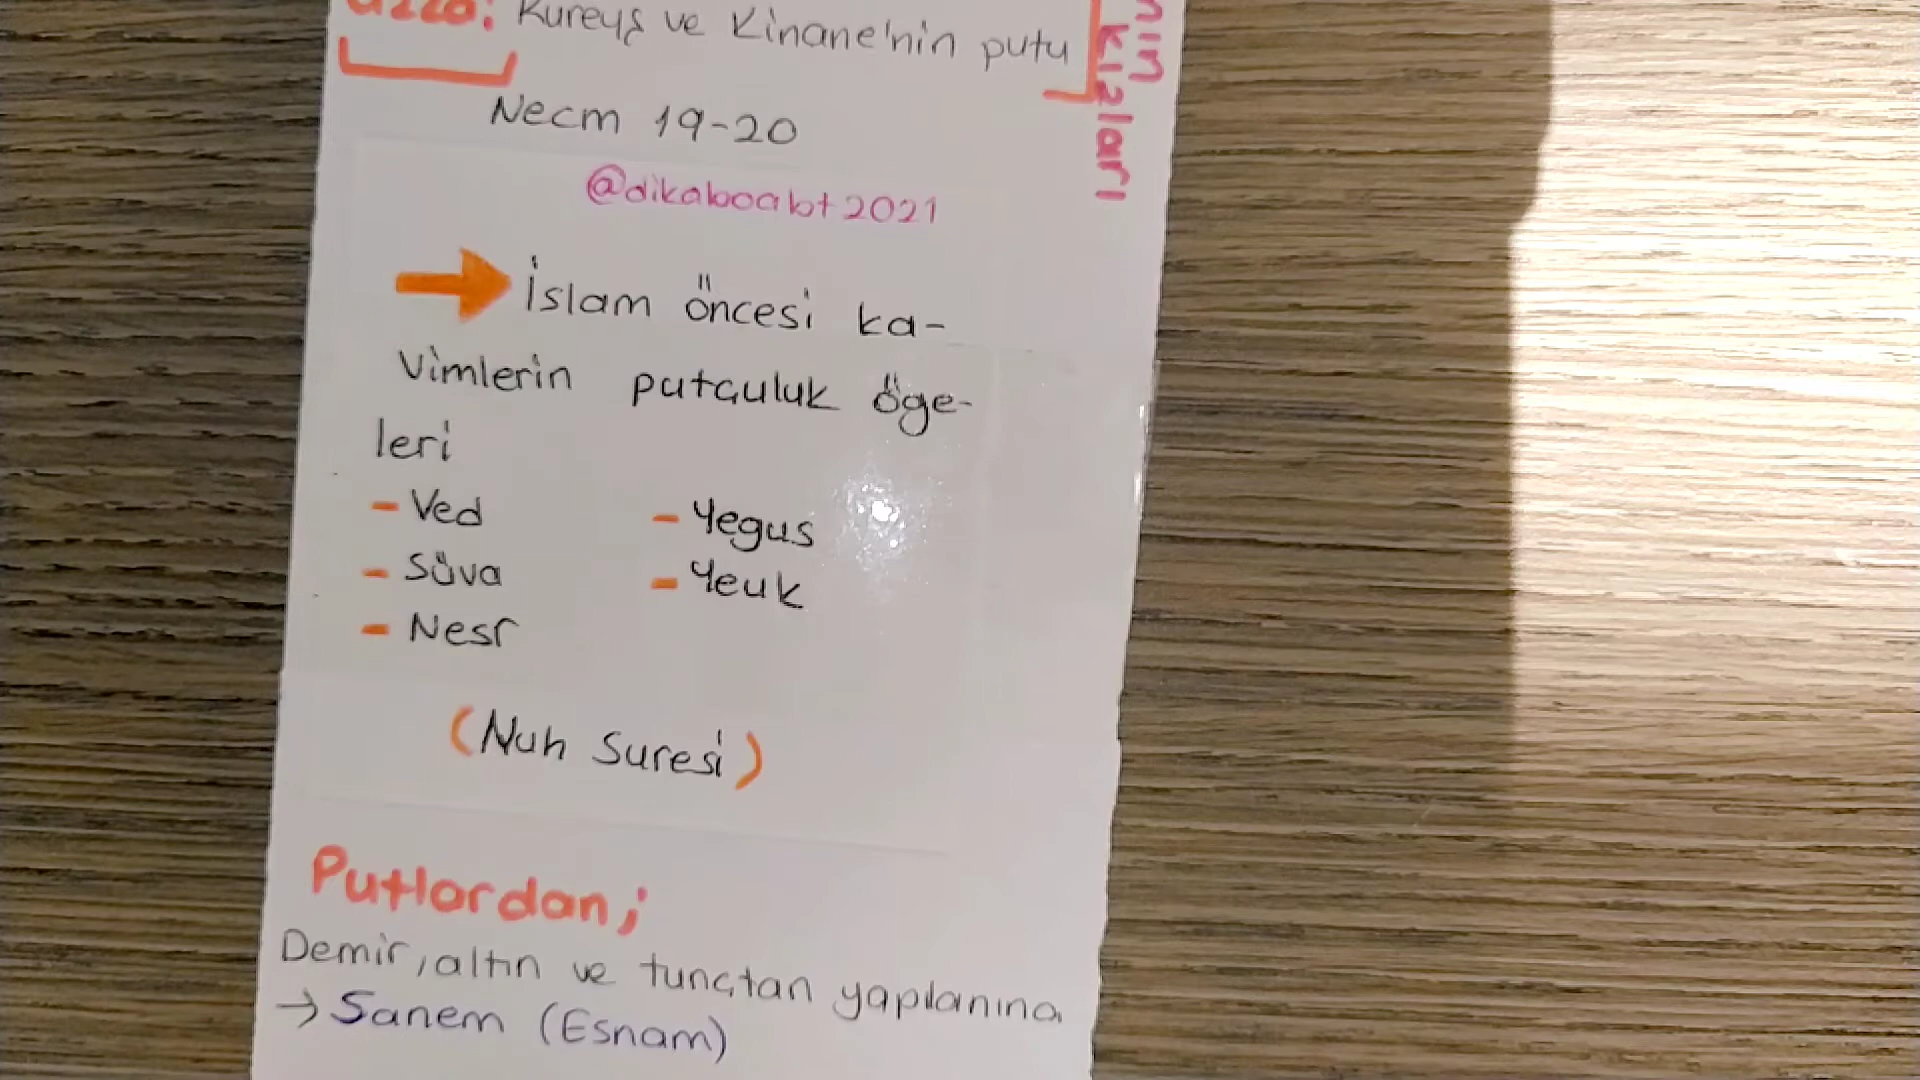 Kureyş ve Kinane'nin putu
Necm 19-20
kızları
@dikaboabt2021
İslam öncesi ka-
vimlerin putçuluk öge-
leri
- Ved
- Yegus
- Süva
- Yeuk
- Nesr
(Nuh Suresi)
Putlardan;
Demir, altın ve tunçtan yapılanına
→ Sanem (Esnam)